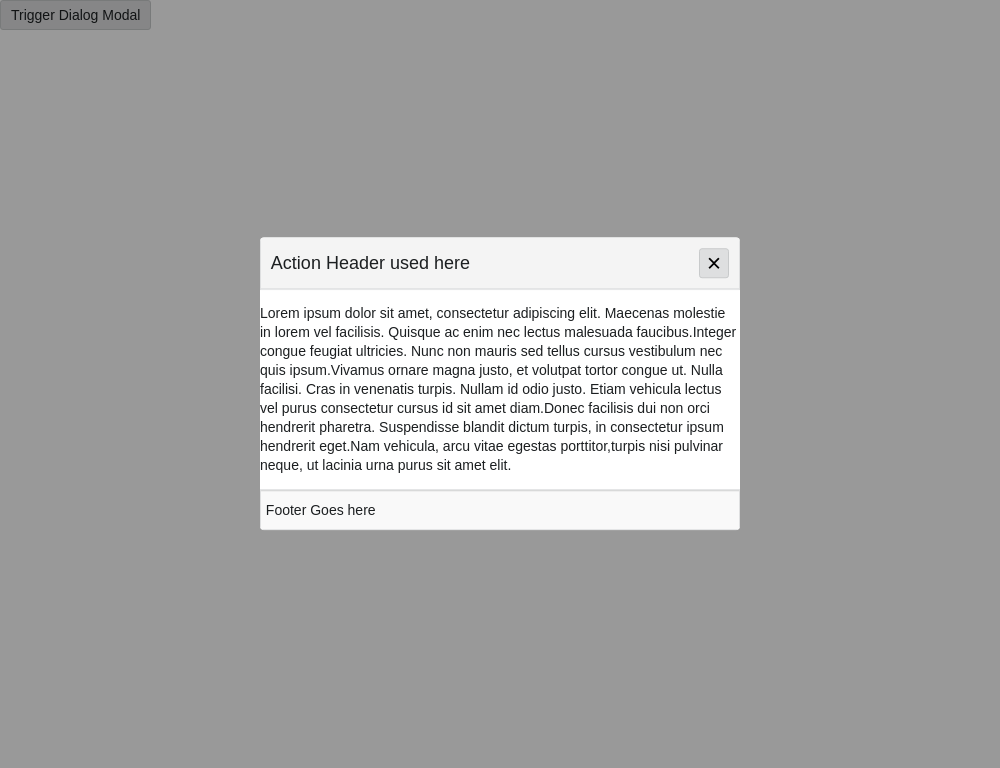 Trigger Dialog Modal
Action Header used here
Lorem ipsum dolor sit amet, consectetur adipiscing elit. Maecenas molestie
in lorem vel facilisis. Quisque ac enim nec lectus malesuada faucibus.Integer
congue feugiat ultricies. Nunc non mauris sed tellus cursus vestibulum nec
quis ipsum.Vivamus ornare magna justo, et volutpat tortor congue ut. Nulla
facilisi. Cras in venenatis turpis. Nullam id odio justo. Etiam vehicula lectus
vel purus consectetur cursus id sit amet diam.Donec facilisis dui non orci
hendrerit pharetra. Suspendisse blandit dictum turpis, in consectetur ipsum
hendrerit eget.Nam vehicula, arcu vitae egestas porttitor,turpis nisi pulvinar
neque, ut lacinia urna purus sit amet elit.
Footer Goes here